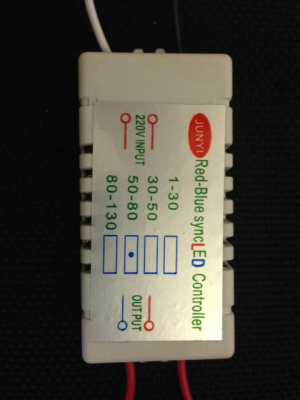 JUNYI
Red-Blue syncLED Controller
1-30
30-50
50-80
80-130
220V INPUT
OUTPUT